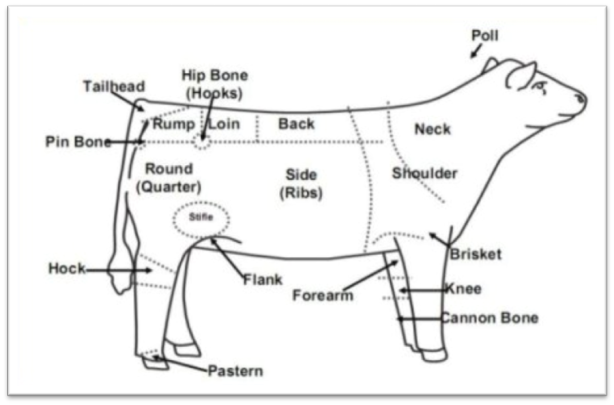 Poll
Hip Bone
(Hooks)
Tailhead
Rump
Loin
Back
Neck
Pin Bone
Round
(Quarter)
Side
(Ribs)
Shoulder
Stifle
Brisket
Hock
Flank
Forearm
Knee
Cannon Bone
Pastern